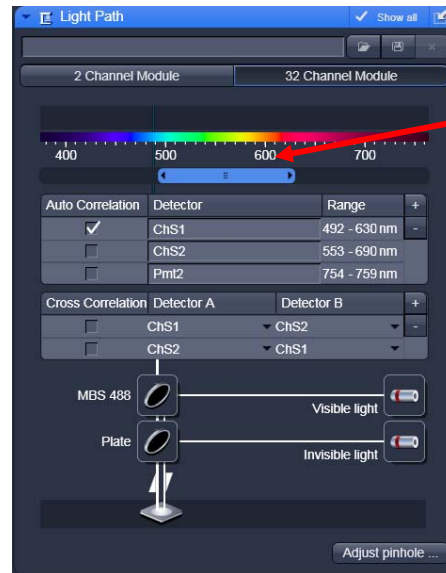 Light Path
Show all
2 Channel Module 32 Channel Module
400 500 600 700
Auto Correlation Detector Range +
ChS1 492 - 630 nm -
ChS2 553 - 690 nm
Pmt2 754 - 759 nm
Cross Correlation Detector A Detector B +
ChS1 ChS2 -
ChS2 ChS1
MBS 488
Visible light
Plate
Invisible light
Adjust pinhole ...